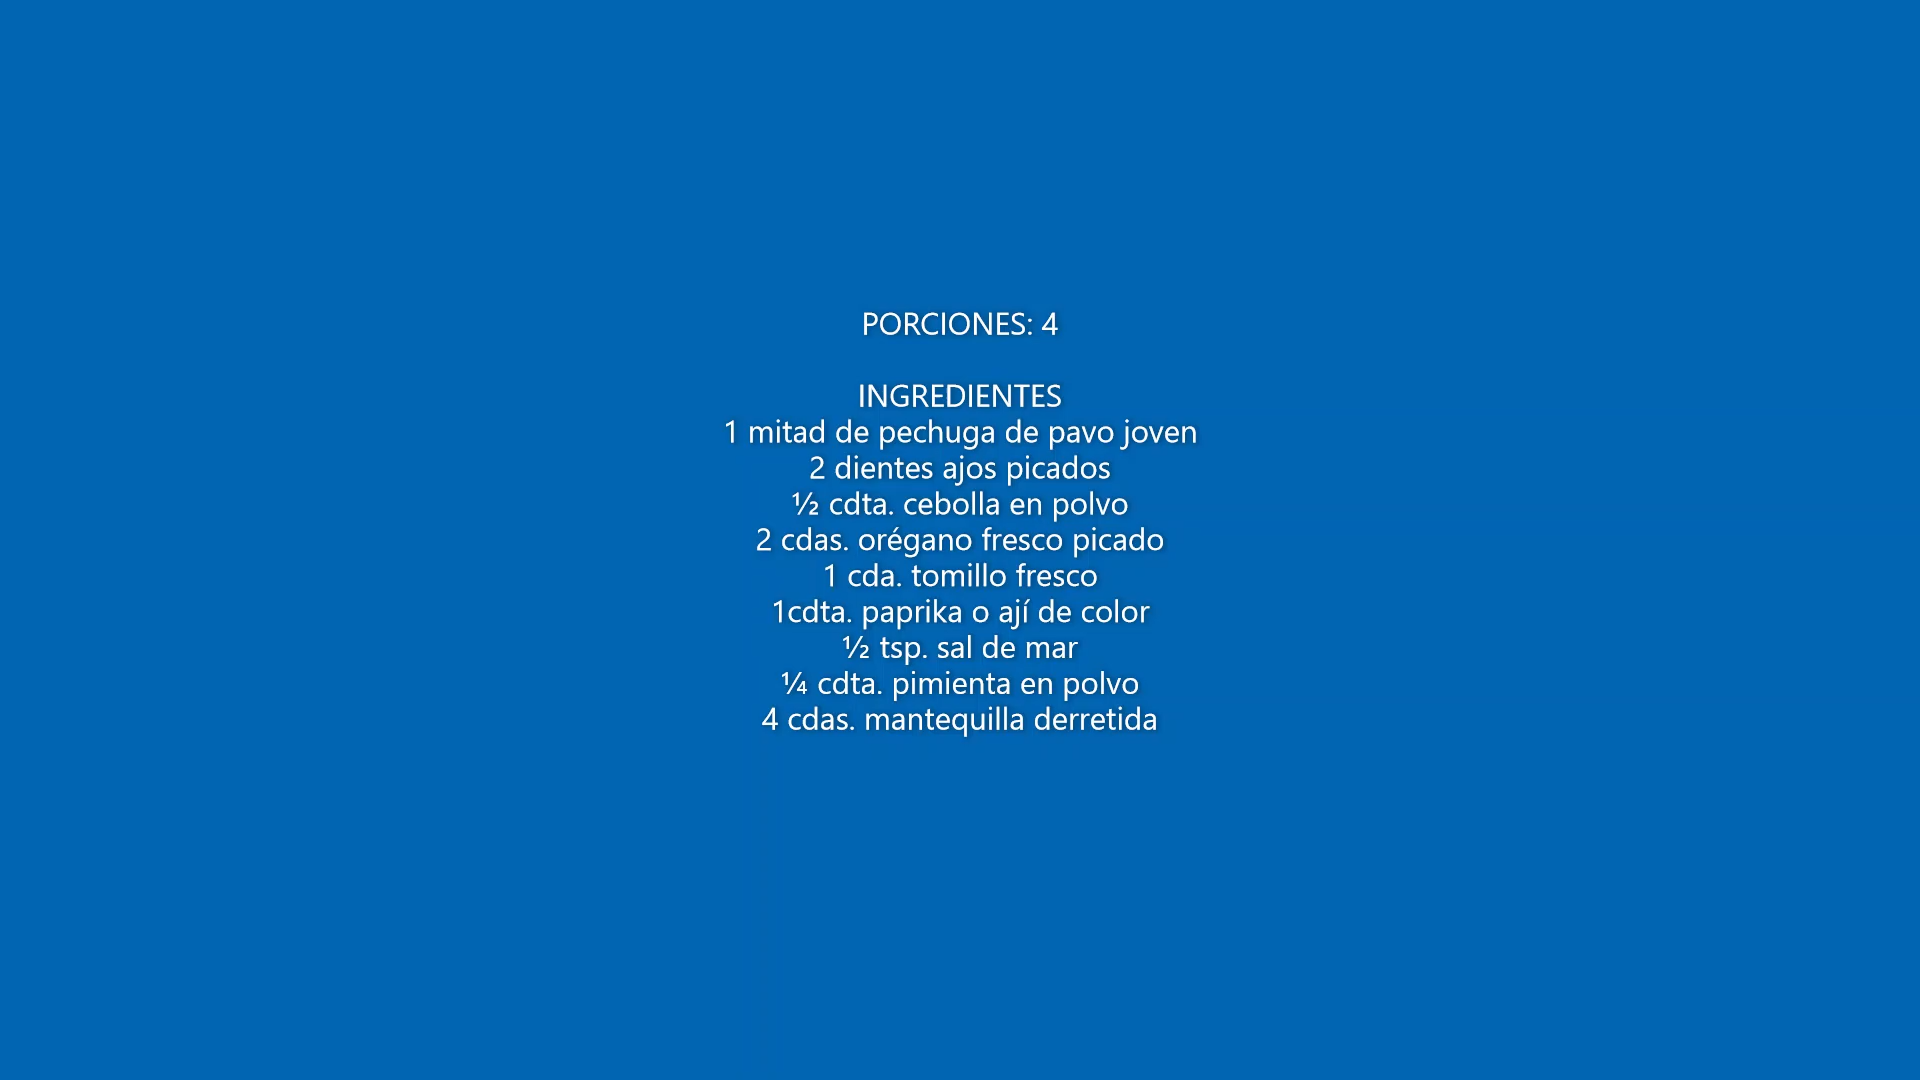 PORCIONES: 4
INGREDIENTES
1 mitad de pechuga de pavo joven
2 dientes ajos picados
½ cdta. cebolla en polvo
2 cdas. orégano fresco picado
1 cda. tomillo fresco
1cdta. paprika o ají de color
½ tsp. sal de mar
¼ cdta. pimienta en polvo
4 cdas. mantequilla derretida